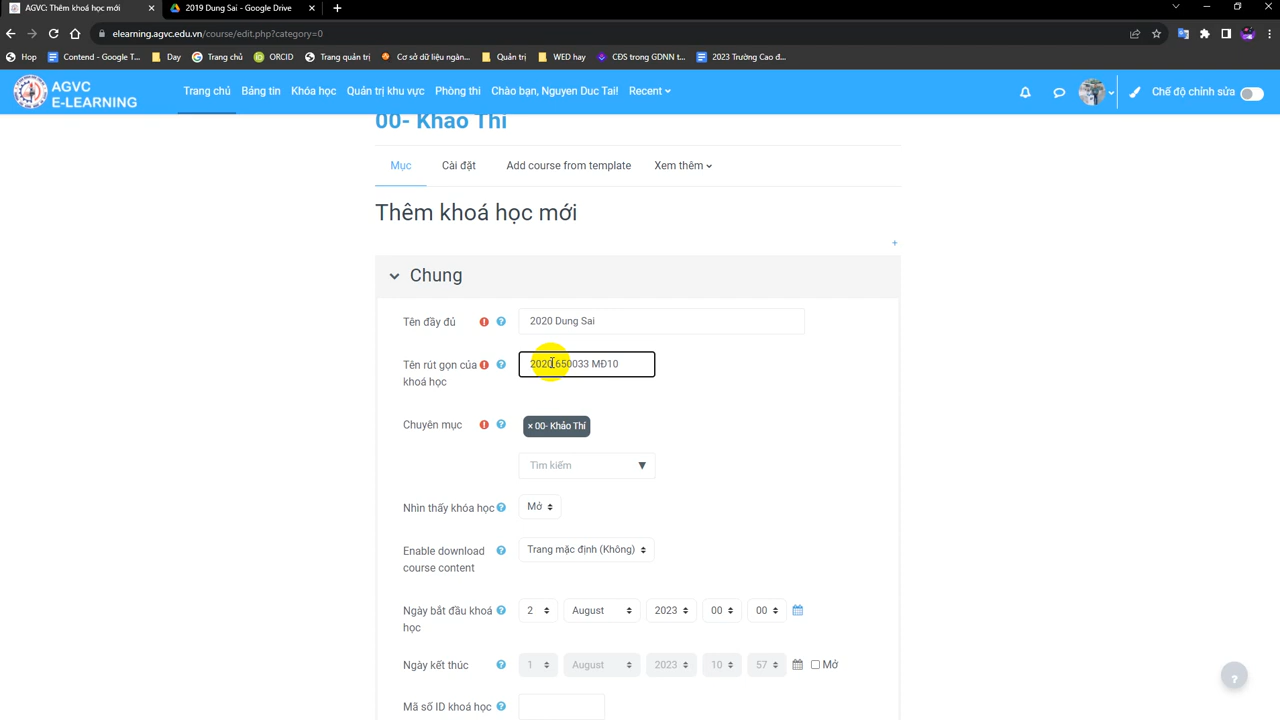 AGVC: Thêm khoá học mới
2019 Dung Sai - Google Drive
elearning.agvc.edu.vn/course/edit.php?category=0
Hop
Contend - Google T...
Day
Trang chủ
ORCID
Trang quản trị
Cơ sở dữ liệu ngàn...
Quản trị
WED hay
CĐS trong GDNN t...
2023 Trường Cao đ...
AGVC
E-LEARNING
Trang chủ
Bảng tin
Khóa học
Quản trị khu vực
Phòng thi
Chào bạn, Nguyen Duc Tai!
Recent
Chế độ chỉnh sửa
00- Khảo Thí
Mục
Cài đặt
Add course from template
Xem thêm
Thêm khoá học mới
Chung
Tên đầy đủ
2020 Dung Sai
Tên rút gọn của
khoá học
2020 650033 MĐ10
Chuyên mục
× 00- Khảo Thí
Tìm kiếm
Nhìn thấy khóa học
Mở
Enable download
course content
Trang mặc định (Không)
Ngày bắt đầu khoá
học
2
August
2023
00
00
Ngày kết thúc
1
August
2023
10
57
Mở
Mã số ID khoá học